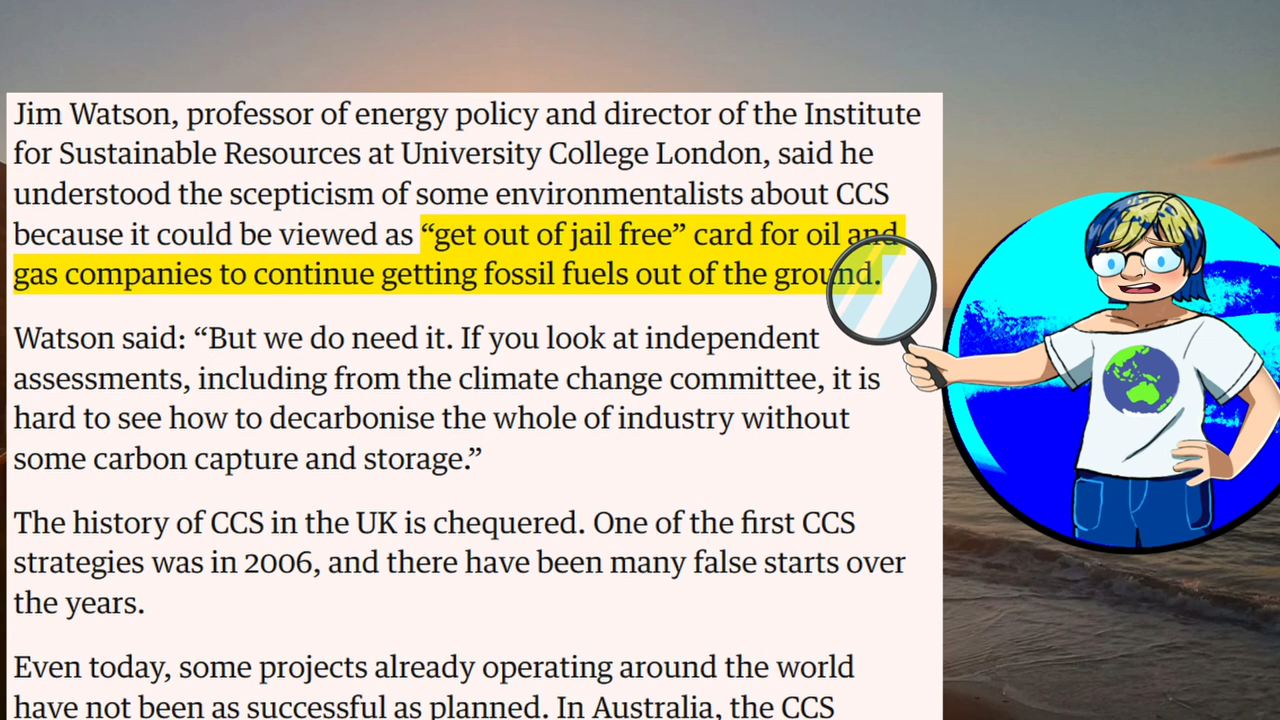 Jim Watson, professor of energy policy and director of the Institute
for Sustainable Resources at University College London, said he
understood the scepticism of some environmentalists about CCS
because it could be viewed as “get out of jail free” card for oil and
gas companies to continue getting fossil fuels out of the ground.
Watson said: “But we do need it. If you look at independent
assessments, including from the climate change committee, it is
hard to see how to decarbonise the whole of industry without
some carbon capture and storage.”
The history of CCS in the UK is chequered. One of the first CCS
strategies was in 2006, and there have been many false starts over
the years.
Even today, some projects already operating around the world
have not been as successful as planned. In Australia, the CCS